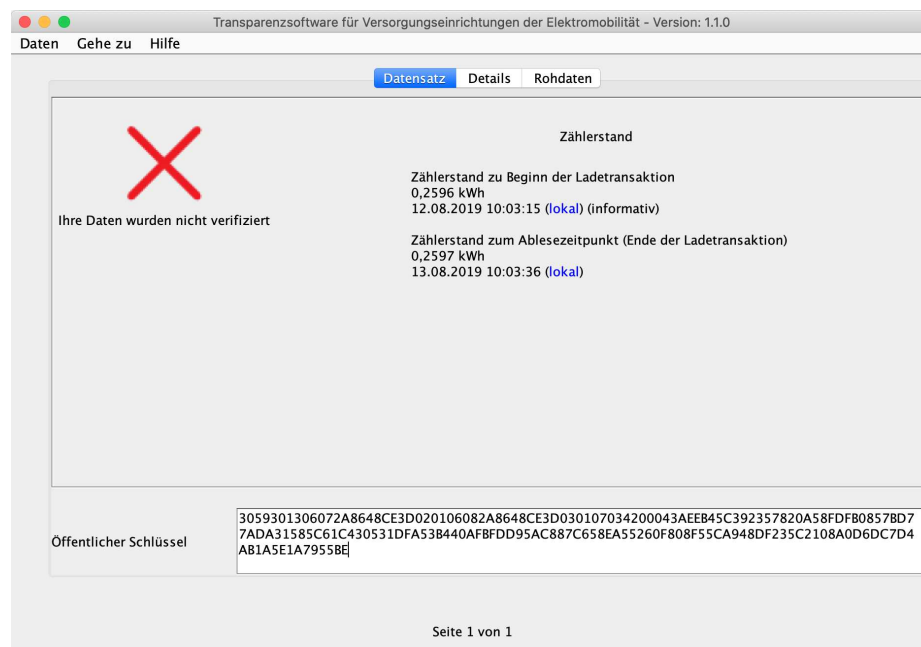 Transparenzsoftware für Versorgungseinrichtungen der Elektromobilität - Version: 1.1.0
Daten Gehe zu Hilfe
Datensatz Details Rohdaten
Zählerstand
Zählerstand zu Beginn der Ladetransaktion
0,2596 kWh
12.08.2019 10:03:15 (lokal) (informativ)
Ihre Daten wurden nicht verifiziert
Zählerstand zum Ablesezeitpunkt (Ende der Ladetransaktion)
0,2597 kWh
13.08.2019 10:03:36 (lokal)
Öffentlicher Schlüssel
3059301306072A8648CE3D020106082A8648CE3D030107034200043AEEB45C392357820A58FDFB0857BD7
7ADA31585C61C430531DFA53B440AFBFDD95AC887C658EA55260F808F55CA948DF235C2108A0D6DC7D4
AB1A5E1A7955BE
Seite 1 von 1